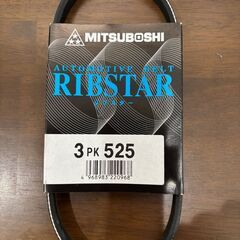 MITSUBOSHI
AUTOMOTIVE BELT
RIBSTAR
リブスター
3 PK 525
4 968983 220968